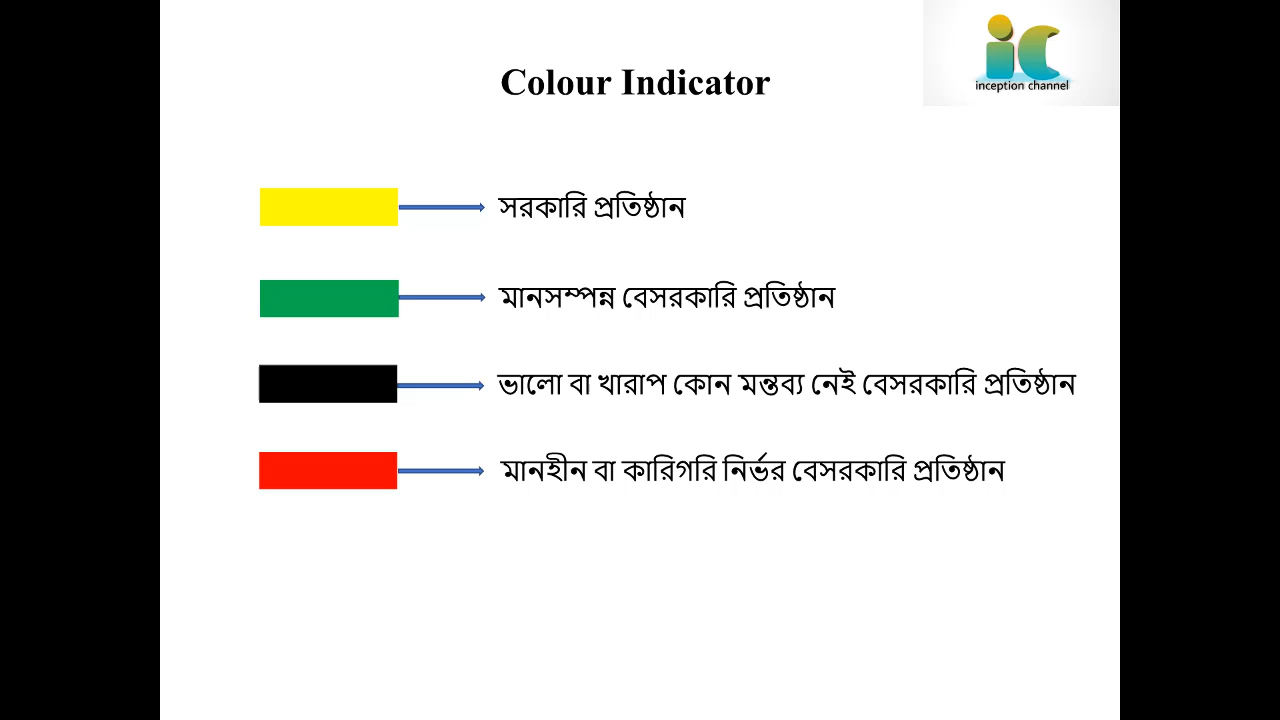 Colour Indicator
ic
inception channel
সরকারি প্রতিষ্ঠান
মানসম্পন্ন বেসরকারি প্রতিষ্ঠান
ভালো বা খারাপ কোন মন্তব্য নেই বেসরকারি প্রতিষ্ঠান
মানহীন বা কারিগরি নির্ভর বেসরকারি প্রতিষ্ঠান